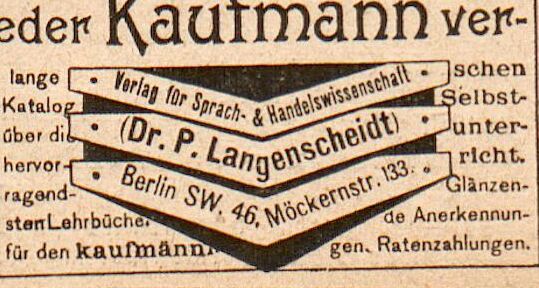 eder Kaufmann ver-
lange
Katalog
über die
hervor-
ragend-
sten Lehrbücher
für den kaufmänni
Verlag für Sprach- & Handelswissenschaft
(Dr. P. Langenscheidt)
Berlin SW. 46, Möckernstr. 133.
schen
Selbst-
unter-
richt.
Glänzen-
de Anerkennun-
gen. Ratenzahlungen.